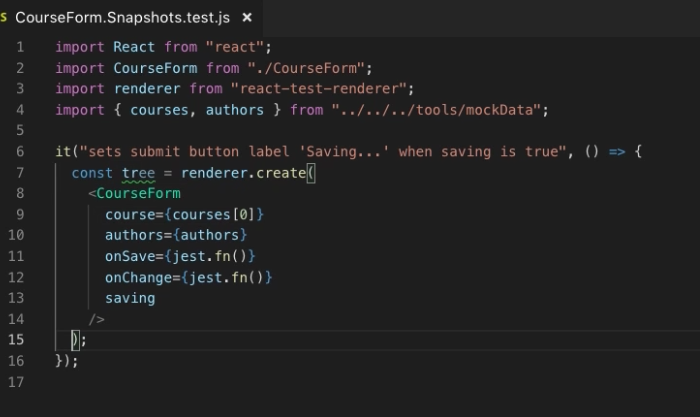 CourseForm.Snapshots.test.js ×
1 import React from "react";
2 import CourseForm from "./CourseForm";
3 import renderer from "react-test-renderer";
4 import { courses, authors } from "../../../tools/mockData";
5
6 it("sets submit button label 'Saving...' when saving is true", () => {
7   const tree = renderer.create(
8     <CourseForm
9       course={courses[0]}
10       authors={authors}
11       onSave={jest.fn()}
12       onChange={jest.fn()}
13       saving
14     />
15   );
16 });
17